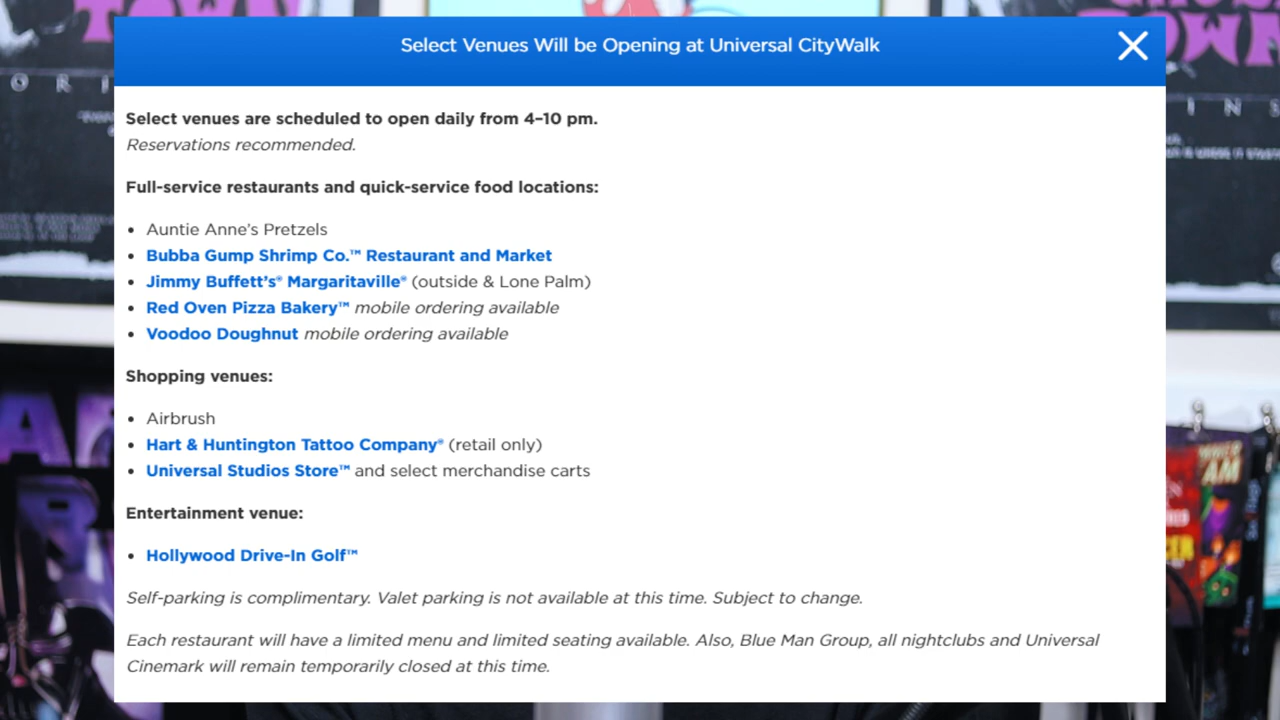 Select Venues Will be Opening at Universal CityWalk
Select venues are scheduled to open daily from 4–10 pm.
Reservations recommended.
Full-service restaurants and quick-service food locations:
• Auntie Anne's Pretzels
• Bubba Gump Shrimp Co.™ Restaurant and Market
• Jimmy Buffett's® Margaritaville® (outside & Lone Palm)
• Red Oven Pizza Bakery™ mobile ordering available
• Voodoo Doughnut mobile ordering available
Shopping venues:
• Airbrush
• Hart & Huntington Tattoo Company® (retail only)
• Universal Studios Store™ and select merchandise carts
Entertainment venue:
• Hollywood Drive-In Golf™
Self-parking is complimentary. Valet parking is not available at this time. Subject to change.
Each restaurant will have a limited menu and limited seating available. Also, Blue Man Group, all nightclubs and Universal
Cinemark will remain temporarily closed at this time.
AM